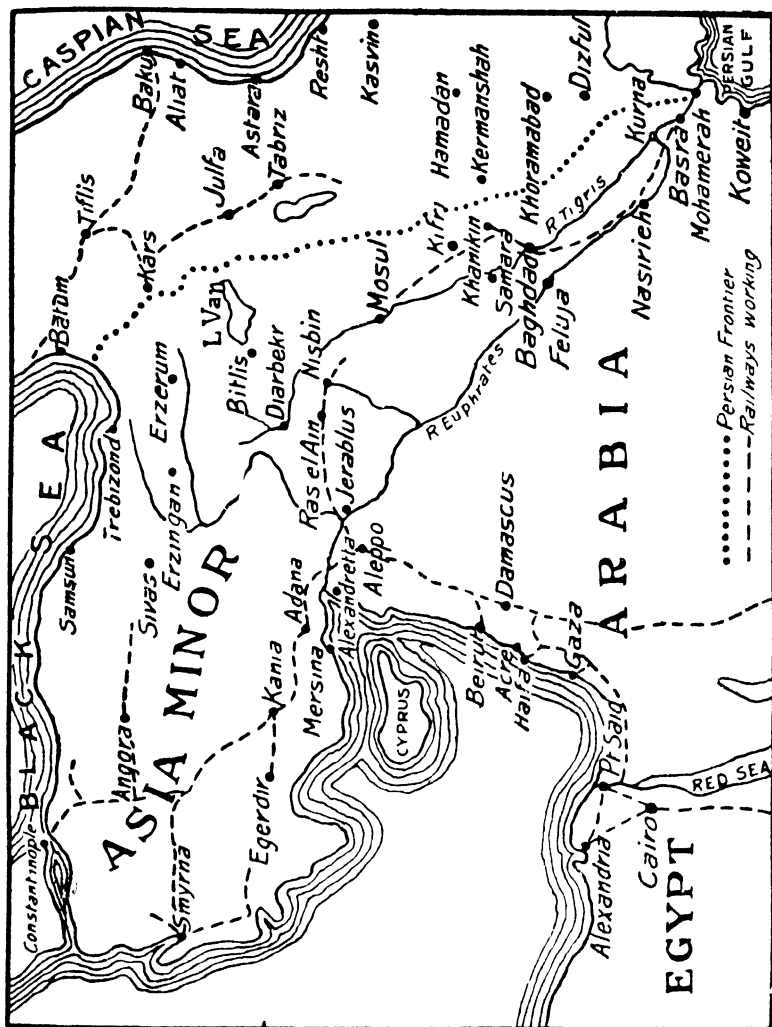 CASPIAN SEA
BLACK SEA
Constantinople
Samsun
Trebizond
Batum
Tiflis
Baku
Aliat
Astara
Resht
Kasvin
Kars
Julfa
Tabriz
Angora
Sivas
Erzingan
Erzerum
ASIA MINOR
L Van
Bitlis
Diarbekr
Nisbin
Ras el Ain
Jerablus
Mosul
Kifri
Hamadan
Kermanshah
Khanikin
Samara
Baghdad
Khoramabad
Dizful
Feluja
R Tigris
R Euphrates
Kurna
Nasirieh
Basra
Mohamerah
Koweit
PERSIAN
GULF
Smyrna
Egerdir
Kania
Adana
Mersina
Alexandretta
Aleppo
CYPRUS
Beirut
Acre
Haifa
Damascus
Gaza
ARABIA
Pt Said
RED SEA
Alexandria
Cairo
EGYPT
Persian Frontier
Railways working